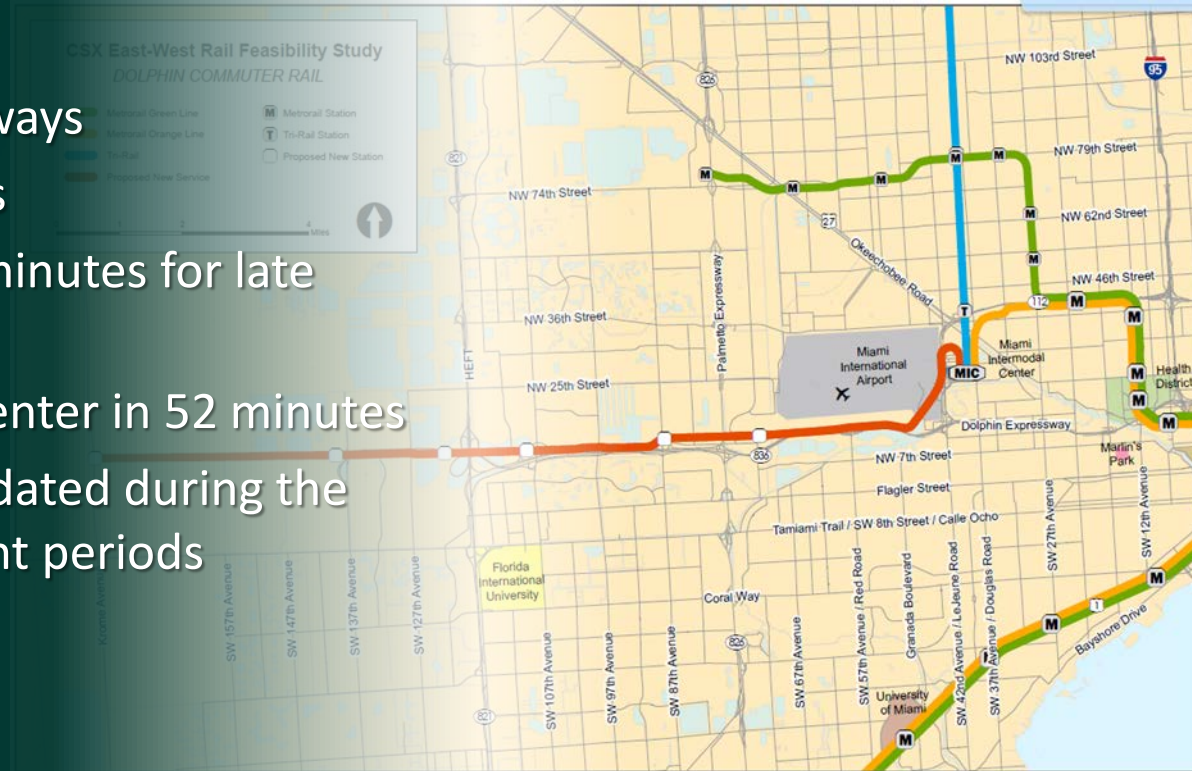 CSX East-West Rail Feasibility Study
DOLPHIN COMMUTER RAIL
Metrorail Green Line
Metrorail Orange Line
Tri-Rail
Proposed New Service
M Metrorail Station
T Tri-Rail Station
Proposed New Station
2
4
Miles
ways
s
minutes for late
enter in 52 minutes
dated during the
nt periods
NW 103rd Street
95
826
821
NW 79th Street
M
M
M
M
M
NW 74th Street
27
M
NW 62nd Street
Okeechobee Road
M
Palmetto Expressway
NW 46th Street
112
M
T
M
NW 36th Street
HEFT
Miami
International
Airport
Miami
Intermodal
Center
MIC
M
Health
District
NW 25th Street
M
M
Dolphin Expressway
836
NW 7th Street
Marlin's
Park
Flagler Street
Tamiami Trail / SW 8th Street / Calle Ocho
Florida
International
University
Coral Way
Krome Avenue
SW 157th Avenue
SW 147th Avenue
SW 137th Avenue
SW 127th Avenue
SW 107th Avenue
SW 97th Avenue
SW 87th Avenue
826
SW 67th Avenue
SW 57th Avenue / Red Road
Granada Boulevard
SW 42nd Avenue / LeJeune Road
SW 37th Avenue / Douglas Road
SW 27th Avenue
SW 12th Avenue
M
1
M
Bayshore Drive
M
University
of Miami
M
821